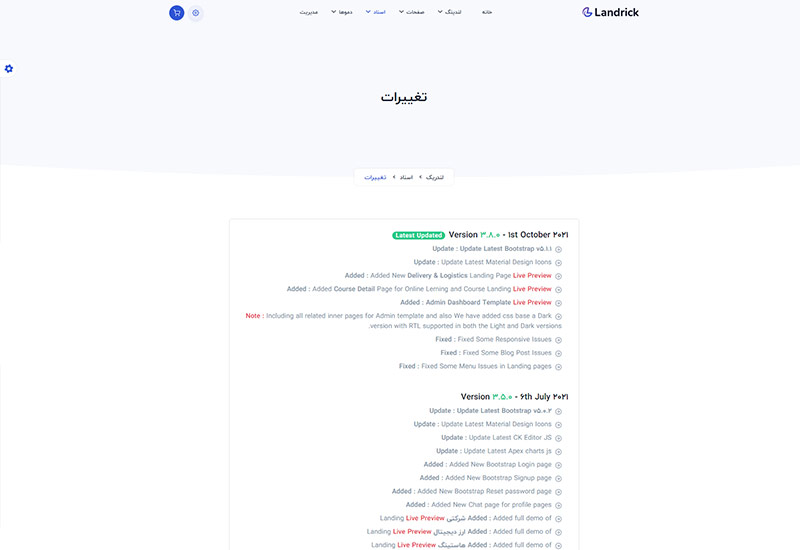 Landrick
خانه
لندینگ
صفحات
اسناد
دموها
مدیریت
تغییرات
لندریک
اسناد
تغییرات
Version ۳.۸.۰ - ۱st October ۲۰۲۱ Latest Updated
Update : Update Latest Bootstrap v۵.۱.۱
Update : Update Latest Material Design Icons
Added : Added New Delivery & Logistics Landing Page Live Preview
Added : Added Course Detail Page for Online Lerning and Course Landing Live Preview
Added : Admin Dashboard Template Live Preview
Note : Including all related inner pages for Admin template and also We have added css base a Dark
.version with RTL supported in both the Light and Dark versions
Fixed : Fixed Some Responsive Issues
Fixed : Fixed Some Blog Post Issues
Fixed : Fixed Some Menu Issues in Landing pages
Version ۳.۵.۰ - ۶th July ۲۰۲۱
Update : Update Latest Bootstrap v۵.۰.۲
Update : Update Latest Material Design Icons
Update : Update Latest CK Editor JS
Update : Update Latest Apex charts js
Added : Added New Bootstrap Login page
Added : Added New Bootstrap Signup page
Added : Added New Bootstrap Reset password page
Added : Added New Chat page for profile pages
Landing Live Preview شرکتی Added : Added full demo of
Landing Live Preview ارز دیجیتال Added : Added full demo of
Landing Live Preview هاستینگ Added : Added full demo of